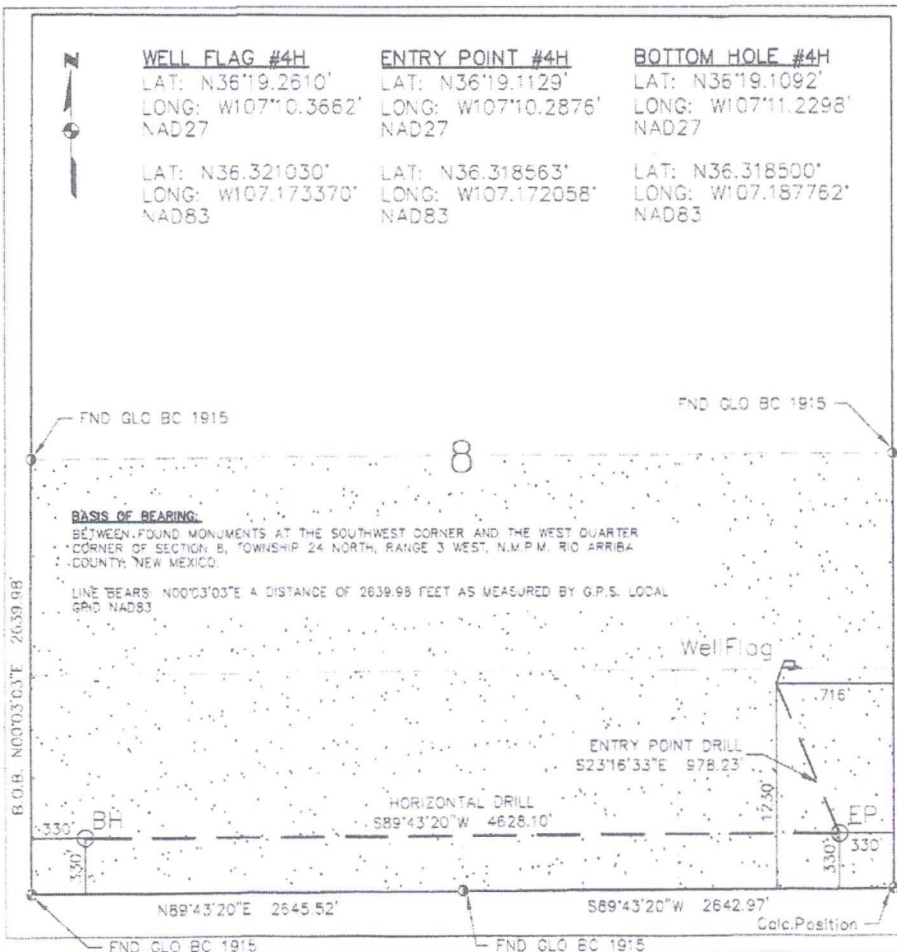 N
WELL FLAG #4H
LAT: N36°19.2610'
LONG: W107°10.3662'
NAD27
LAT: N36.321030°
LONG: W107.173370°
NAD83
ENTRY POINT #4H
LAT: N36°19.1129'
LONG: W107°10.2876'
NAD27
LAT: N36.318563°
LONG: W107.172058°
NAD83
BOTTOM HOLE #4H
LAT: N36°19.1092'
LONG: W107°11.2298'
NAD27
LAT: N36.318500°
LONG: W107.187762°
NAD83
FND GLO BC 1915
FND GLO BC 1915
8
BASIS OF BEARING:
BETWEEN FOUND MONUMENTS AT THE SOUTHWEST CORNER AND THE WEST QUARTER
CORNER OF SECTION 8, TOWNSHIP 24 NORTH, RANGE 3 WEST, N.M.P.M. RIO ARRIBA
COUNTY, NEW MEXICO.
LINE BEARS: N00°03'03"E A DISTANCE OF 2639.98 FEET AS MEASURED BY G.P.S. LOCAL
GRID NAD83
B.O.B. N00°03'03"E 2639.98'
WellFlag
716'
ENTRY POINT DRILL
S23°16'33"E 978.23'
1230'
HORIZONTAL DRILL
S89°43'20"W 4628.10'
330'
BH
330'
EP
330'
330'
N89°43'20"E 2645.52'
S89°43'20"W 2642.97'
Calc.Position
FND GLO BC 1915
FND GLO BC 1915